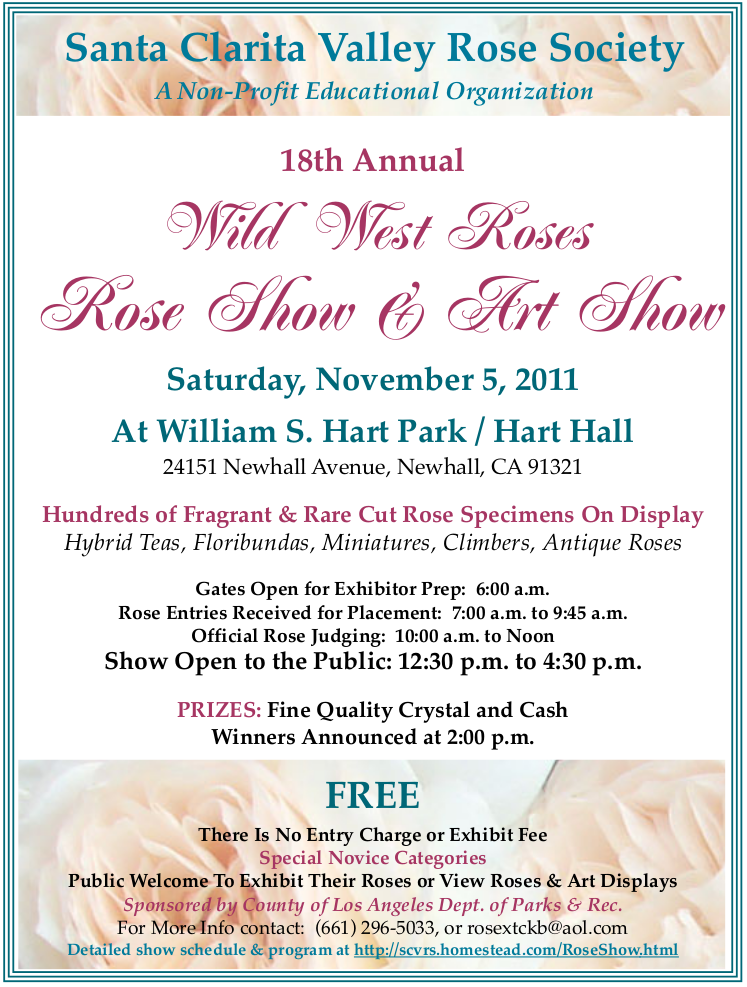 Santa Clarita Valley Rose Society
A Non-Profit Educational Organization
18th Annual
Wild West Roses
Rose Show & Art Show
Saturday, November 5, 2011
At William S. Hart Park / Hart Hall
24151 Newhall Avenue, Newhall, CA 91321
Hundreds of Fragrant & Rare Cut Rose Specimens On Display
Hybrid Teas, Floribundas, Miniatures, Climbers, Antique Roses
Gates Open for Exhibitor Prep: 6:00 a.m.
Rose Entries Received for Placement: 7:00 a.m. to 9:45 a.m.
Official Rose Judging: 10:00 a.m. to Noon
Show Open to the Public: 12:30 p.m. to 4:30 p.m.
PRIZES: Fine Quality Crystal and Cash
Winners Announced at 2:00 p.m.
FREE
There Is No Entry Charge or Exhibit Fee
Special Novice Categories
Public Welcome To Exhibit Their Roses or View Roses & Art Displays
Sponsored by County of Los Angeles Dept. of Parks & Rec.
For More Info contact: (661) 296-5033, or rosextckb@aol.com
Detailed show schedule & program at http://scvrs.homestead.com/RoseShow.html